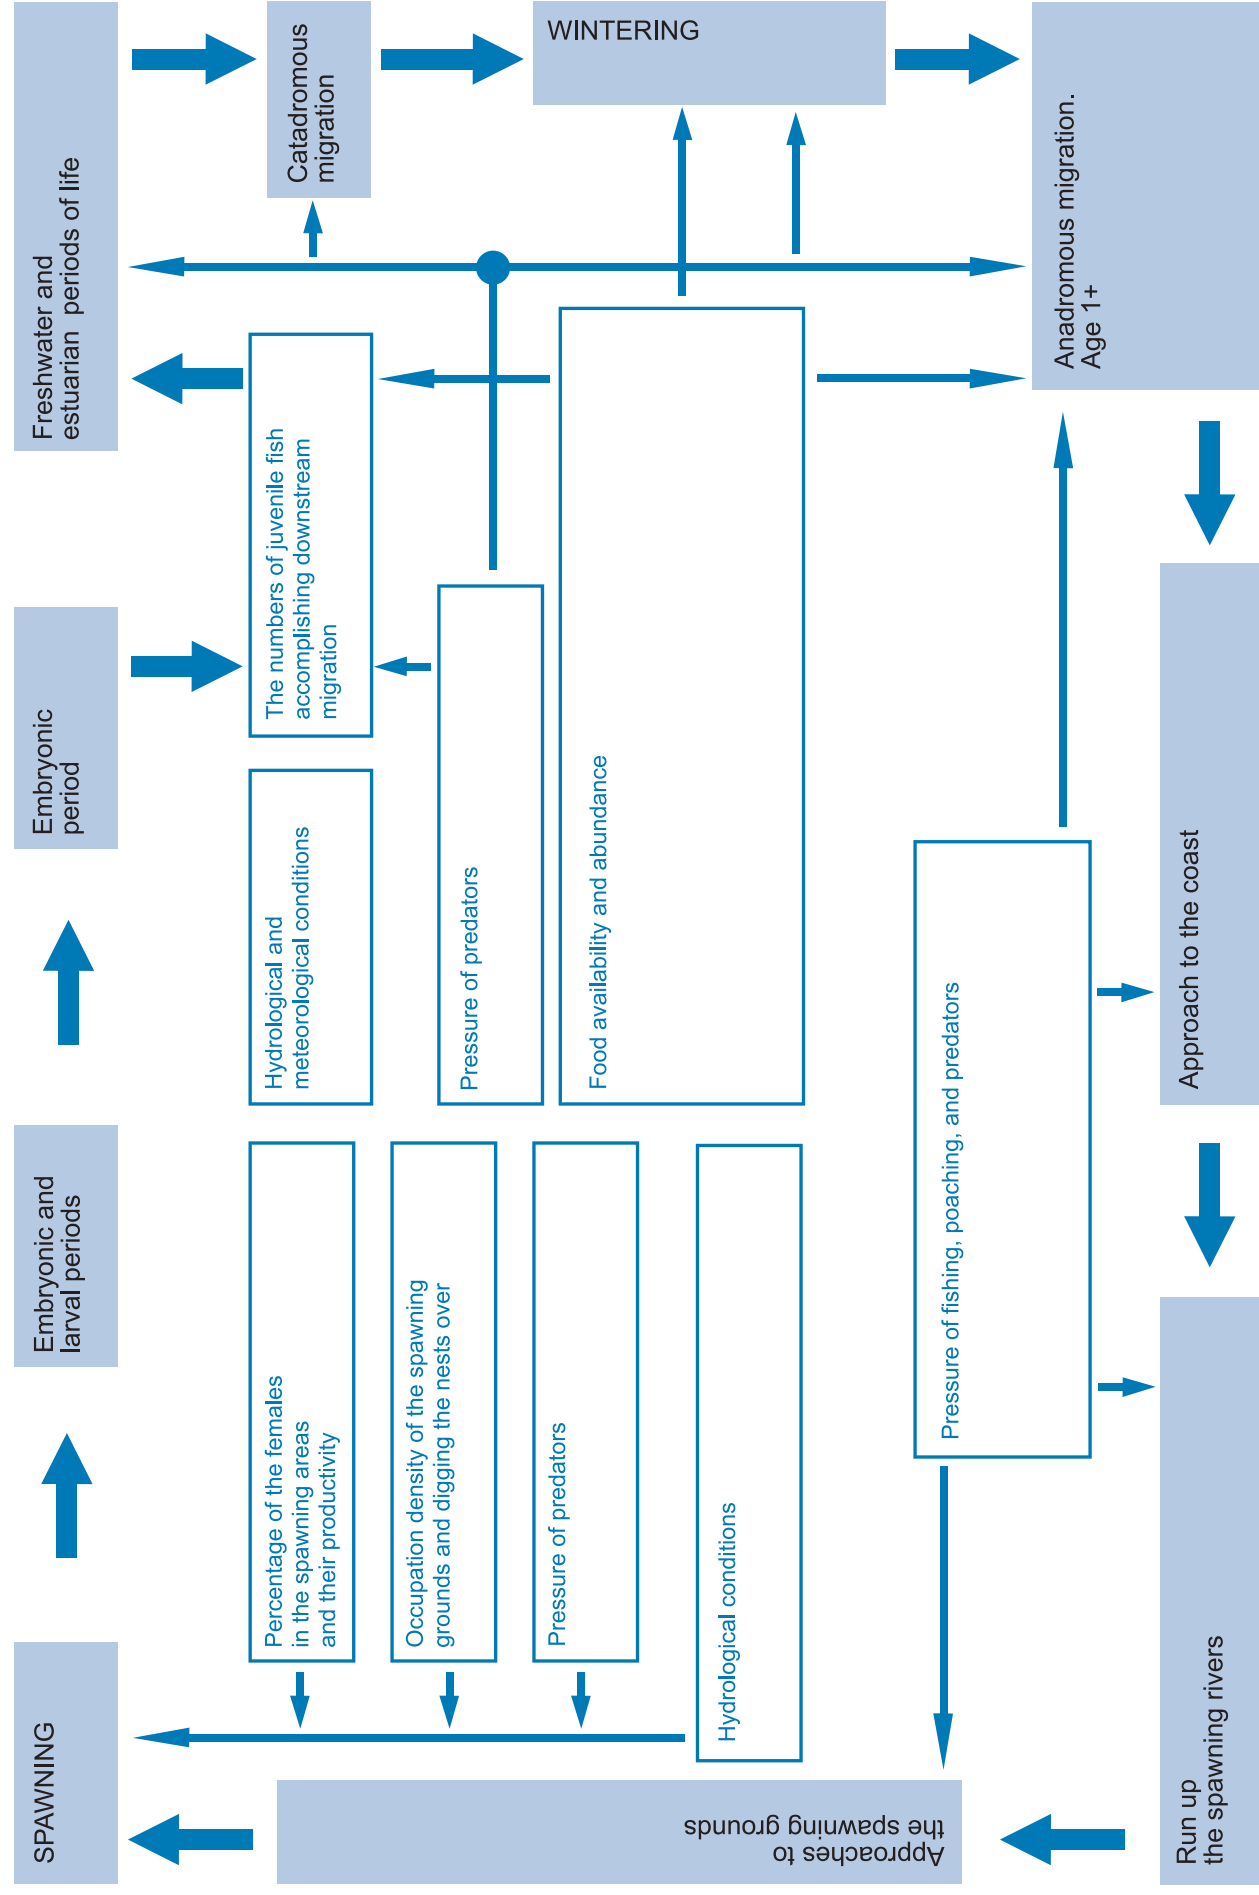 SPAWNING
Embryonic and
larval periods
Embryonic
period
Freshwater and
estuarian periods of life
Catadromous
migration
WINTERING
Anadromous migration.
Age 1+
Approach to the coast
Run up
the spawning rivers
Approaches to
the spawning grounds
Percentage of the females
in the spawning areas
and their productivity
Occupation density of the spawning
grounds and digging the nests over
Pressure of predators
Hydrological conditions
Hydrological and
meteorological conditions
The numbers of juvenile fish
accomplishing downstream
migration
Pressure of predators
Food availability and abundance
Pressure of fishing, poaching, and predators